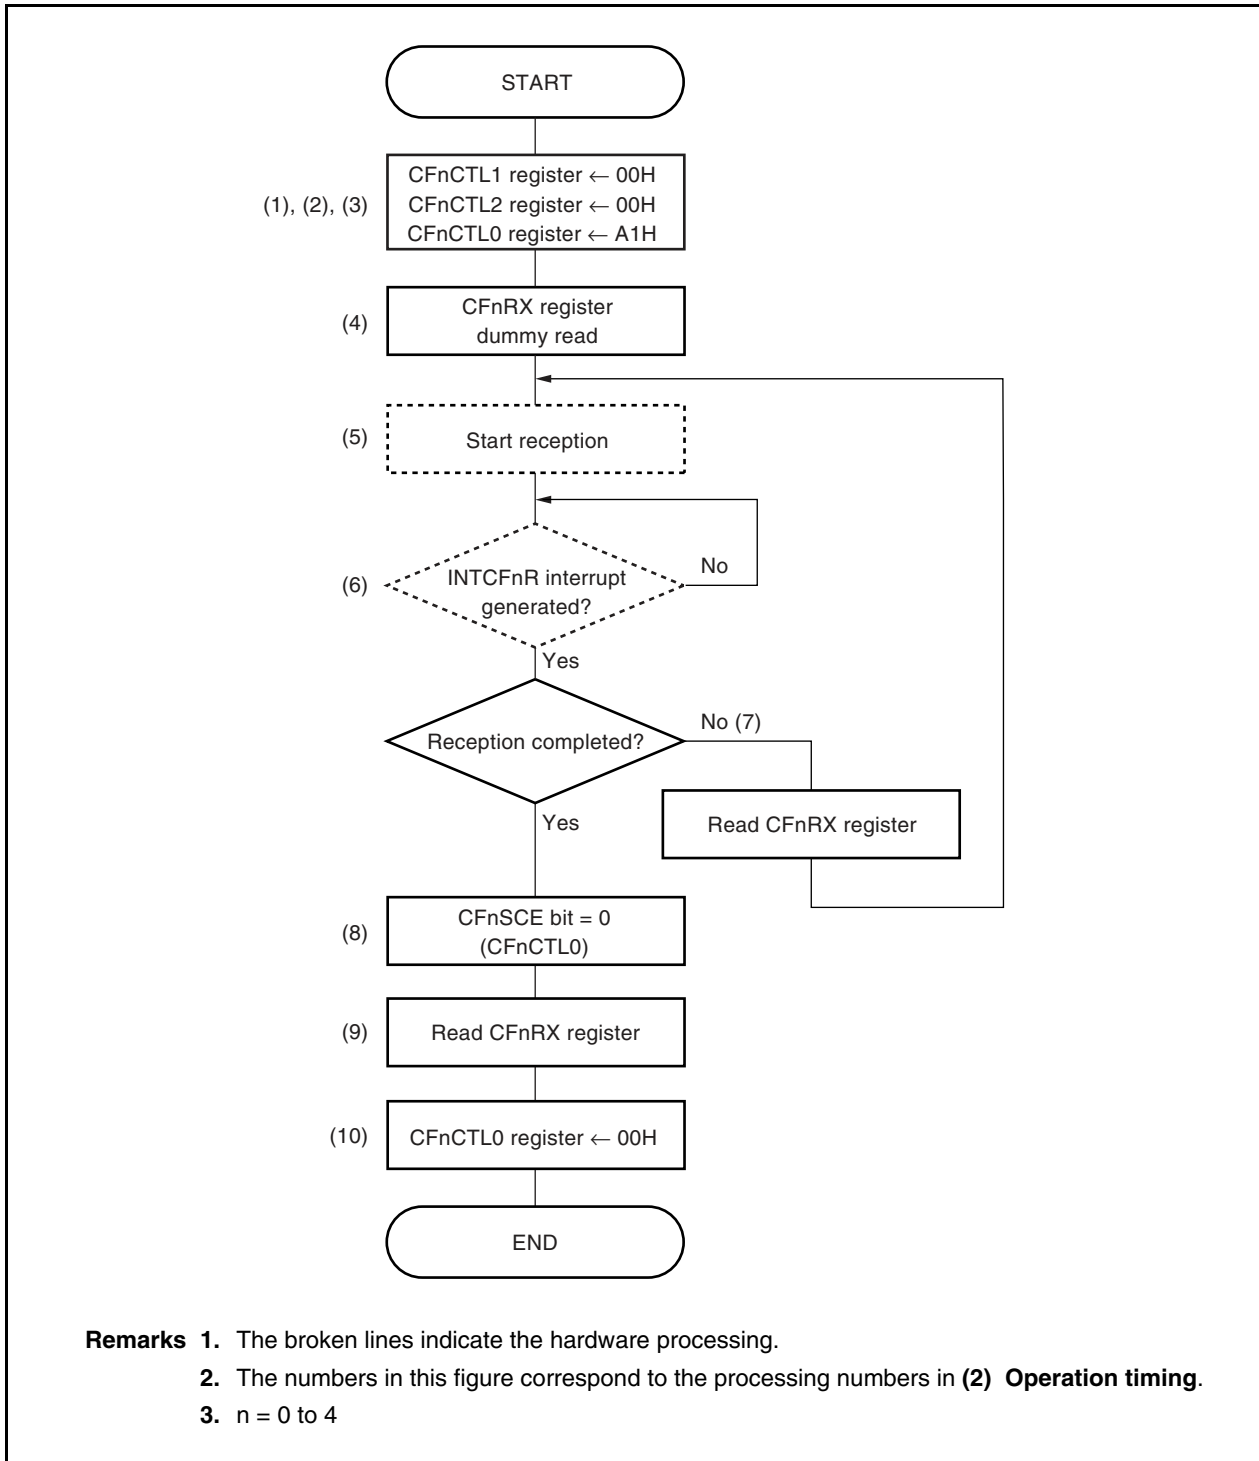 START
(1), (2), (3)
CFnCTL1 register ← 00H
CFnCTL2 register ← 00H
CFnCTL0 register ← A1H
(4)
CFnRX register
dummy read
(5)
Start reception
(6)
INTCFnR interrupt
generated?
No
Yes
Reception completed?
No (7)
Read CFnRX register
Yes
(8)
CFnSCE bit = 0
(CFnCTL0)
(9)
Read CFnRX register
(10)
CFnCTL0 register ← 00H
END
Remarks 1. The broken lines indicate the hardware processing.
2. The numbers in this figure correspond to the processing numbers in (2) Operation timing.
3. n = 0 to 4